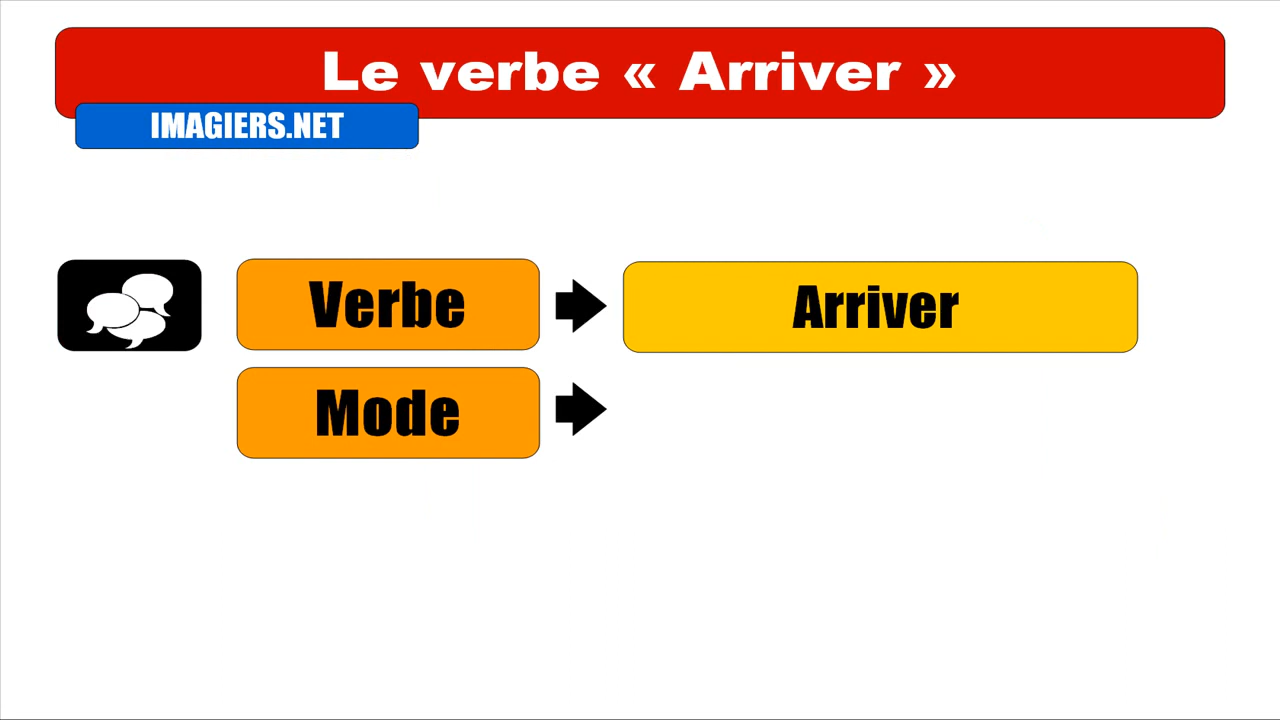 Le verbe « Arriver »
IMAGIERS.NET
Verbe
Arriver
Mode